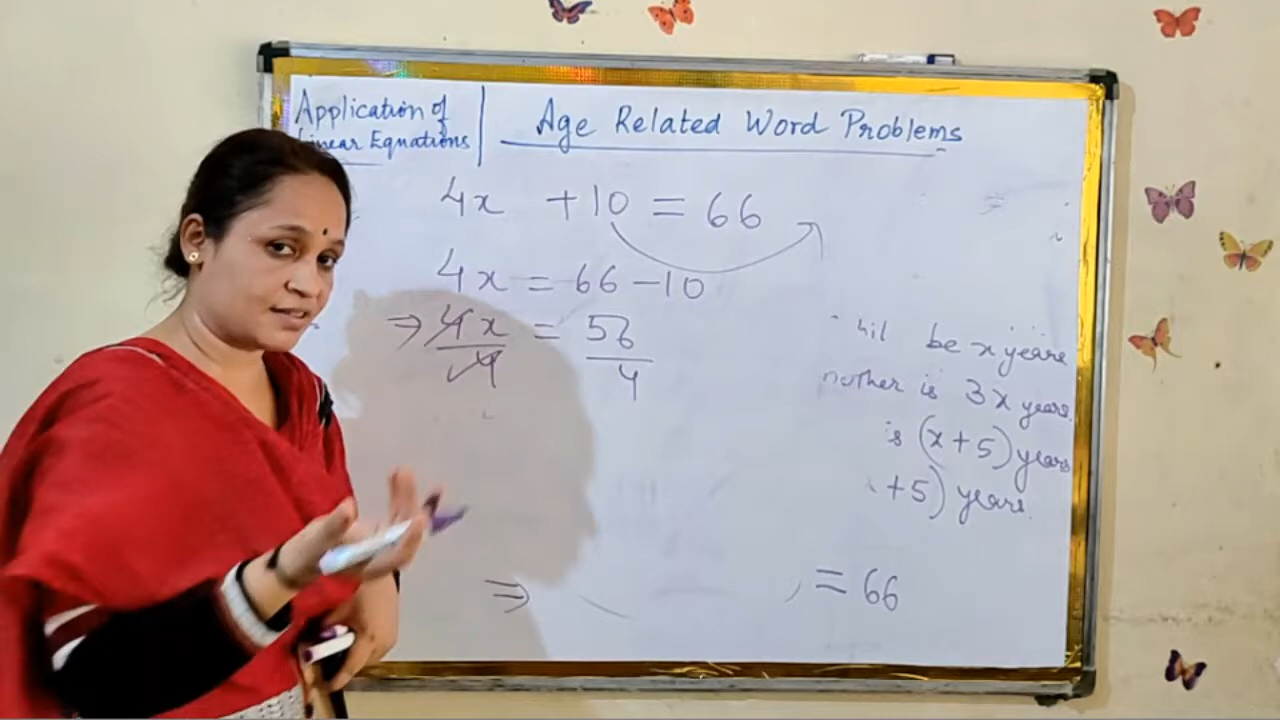 Application of
Linear Equations
Age Related Word Problems
4x +10 = 66
4x = 66 - 10
⇒ 4x/4 = 56/4
be x years
mother is 3x years
is (x+5) years
+5) years
⇒ = 66